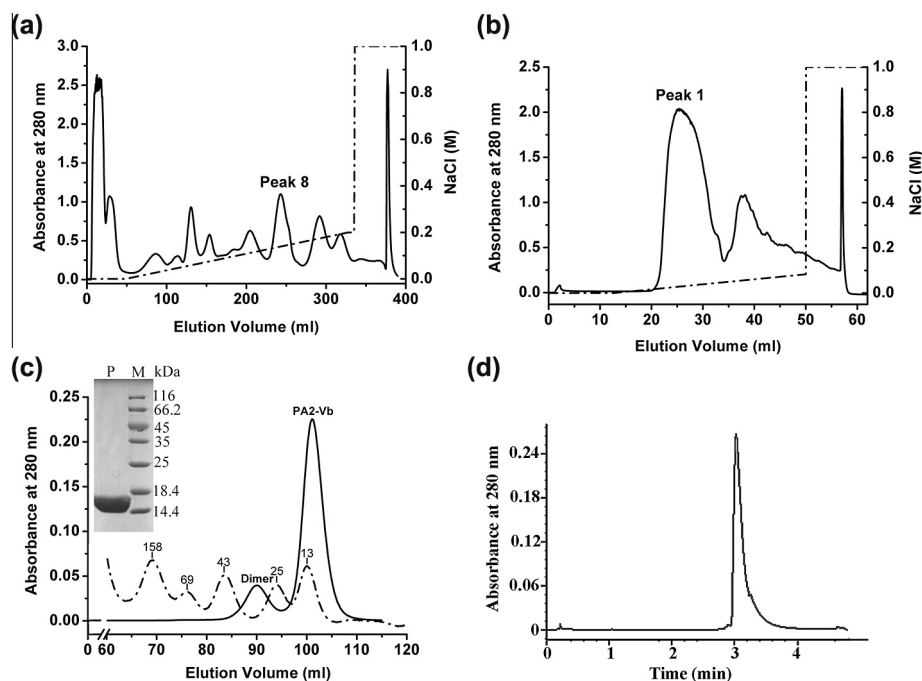 (a)
Absorbance at 280 nm
3.0
2.5
2.0
1.5
1.0
0.5
0.0
Peak 8
1.0
0.8
0.6
0.4
0.2
0.0
NaCl (M)
0 100 200 300 400
Elution Volume (ml)
(b)
Absorbance at 280 nm
2.5
2.0
1.5
1.0
0.5
0.0
Peak 1
1.0
0.8
0.6
0.4
0.2
0.0
NaCl (M)
0 10 20 30 40 50 60
Elution Volume (ml)
(c)
Absorbance at 280 nm
0.25
0.20
0.15
0.10
0.05
0.00
P M kDa
116
66.2
45
35
25
18.4
14.4
PA2-Vb
158
69
43
Dimer
25
13
0 60 70 80 90 100 110 120
Elution Volume (ml)
(d)
Absorbance at 280 nm
0.24
0.18
0.12
0.06
0
0 1 2 3 4
Time (min)